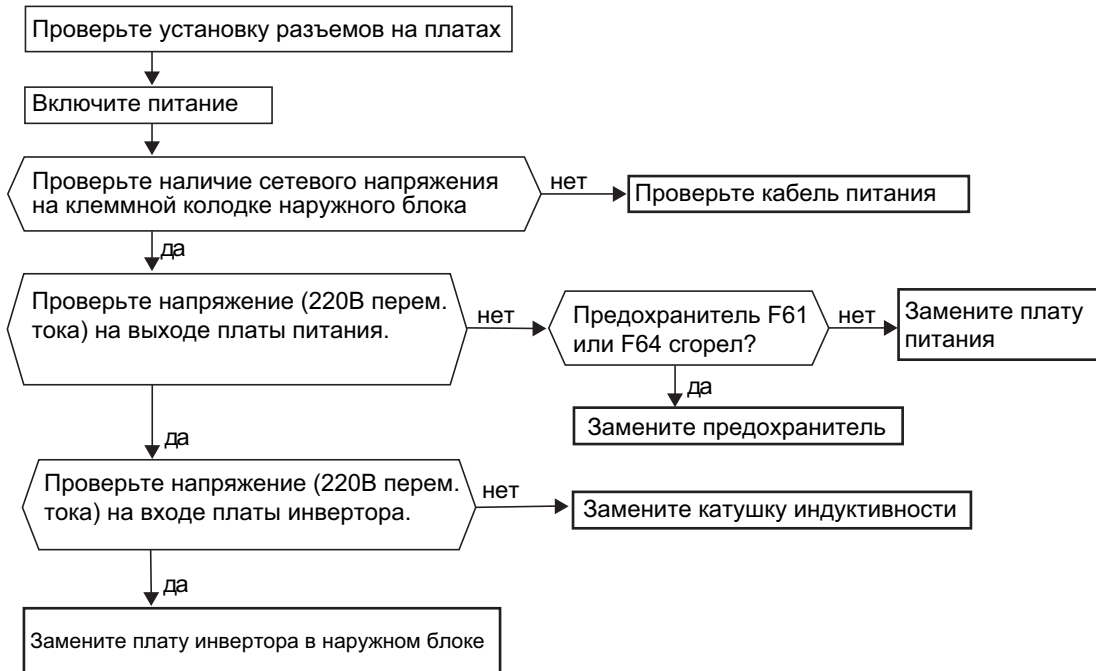 Проверьте установку разъемов на платах
Включите питание
Проверьте наличие сетевого напряжения
на клеммной колодке наружного блока
нет
Проверьте кабель питания
да
Проверьте напряжение (220В перем.
тока) на выходе платы питания.
нет
Предохранитель F61
или F64 сгорел?
нет
Замените плату
питания
да
Замените предохранитель
да
Проверьте напряжение (220В перем.
тока) на входе платы инвертора.
нет
Замените катушку индуктивности
да
Замените плату инвертора в наружном блоке